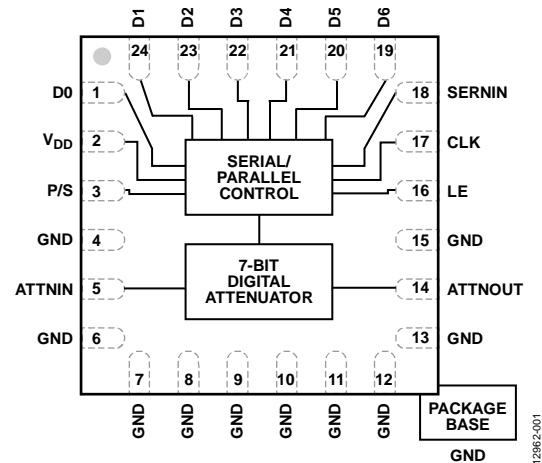 D1
D2
D3
D4
D5
D6
24
23
22
21
20
19
D0 1
18 SERNIN
VDD 2
17 CLK
P/S 3
16 LE
SERIAL/
PARALLEL
CONTROL
GND 4
15 GND
7-BIT
DIGITAL
ATTENUATOR
ATTNIN 5
14 ATTNOUT
GND 6
13 GND
7
8
9
10
11
12
GND
GND
GND
GND
GND
GND
PACKAGE
BASE
GND
12962-001